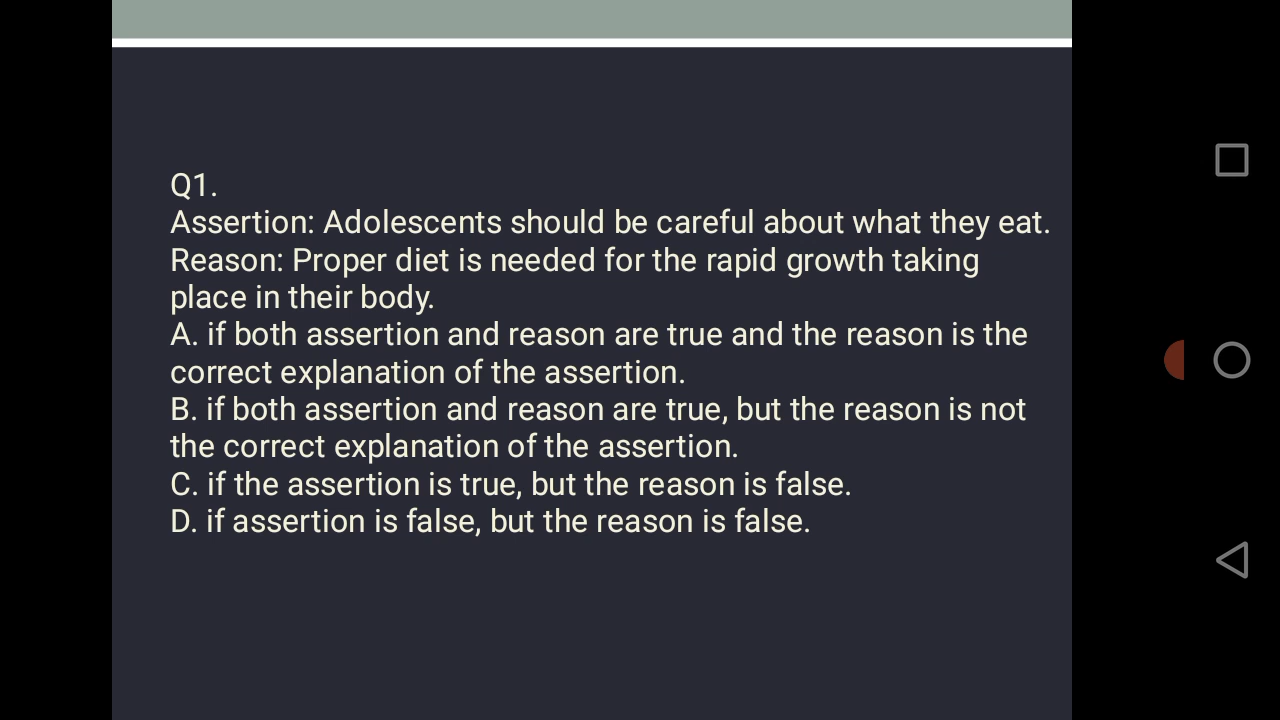 Q1.
Assertion: Adolescents should be careful about what they eat.
Reason: Proper diet is needed for the rapid growth taking
place in their body.
A. if both assertion and reason are true and the reason is the
correct explanation of the assertion.
B. if both assertion and reason are true, but the reason is not
the correct explanation of the assertion.
C. if the assertion is true, but the reason is false.
D. if assertion is false, but the reason is false.